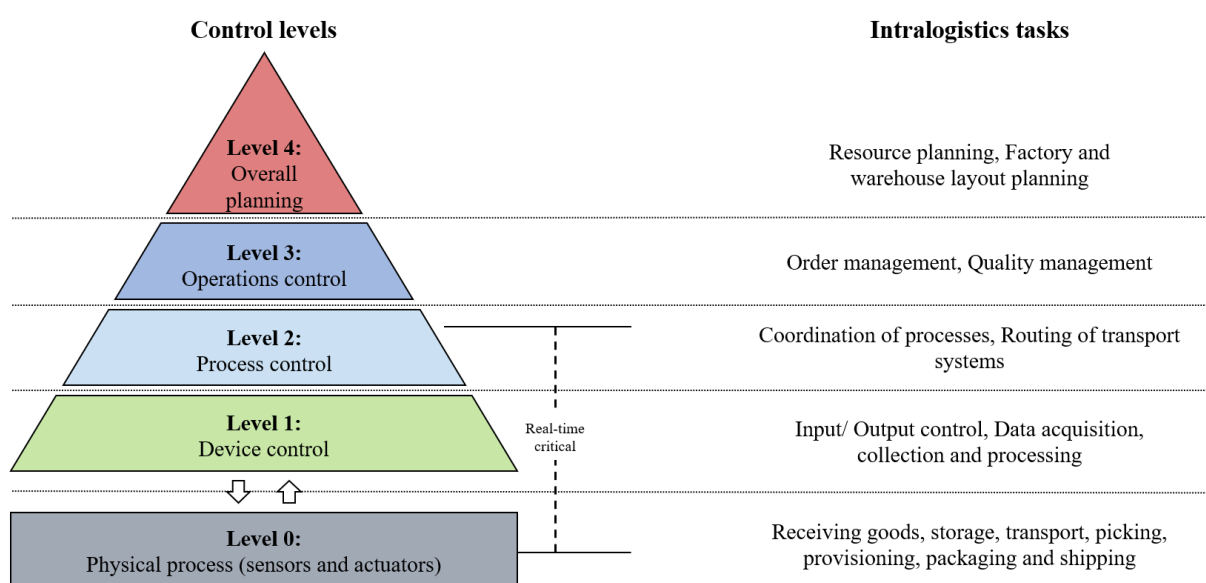 Control levels
Intralogistics tasks
Level 4:
Overall
planning
Resource planning, Factory and
warehouse layout planning
Level 3:
Operations control
Order management, Quality management
Level 2:
Process control
Coordination of processes, Routing of transport
systems
Level 1:
Device control
Real-time
critical
Input/ Output control, Data acquisition,
collection and processing
Level 0:
Physical process (sensors and actuators)
Receiving goods, storage, transport, picking,
provisioning, packaging and shipping